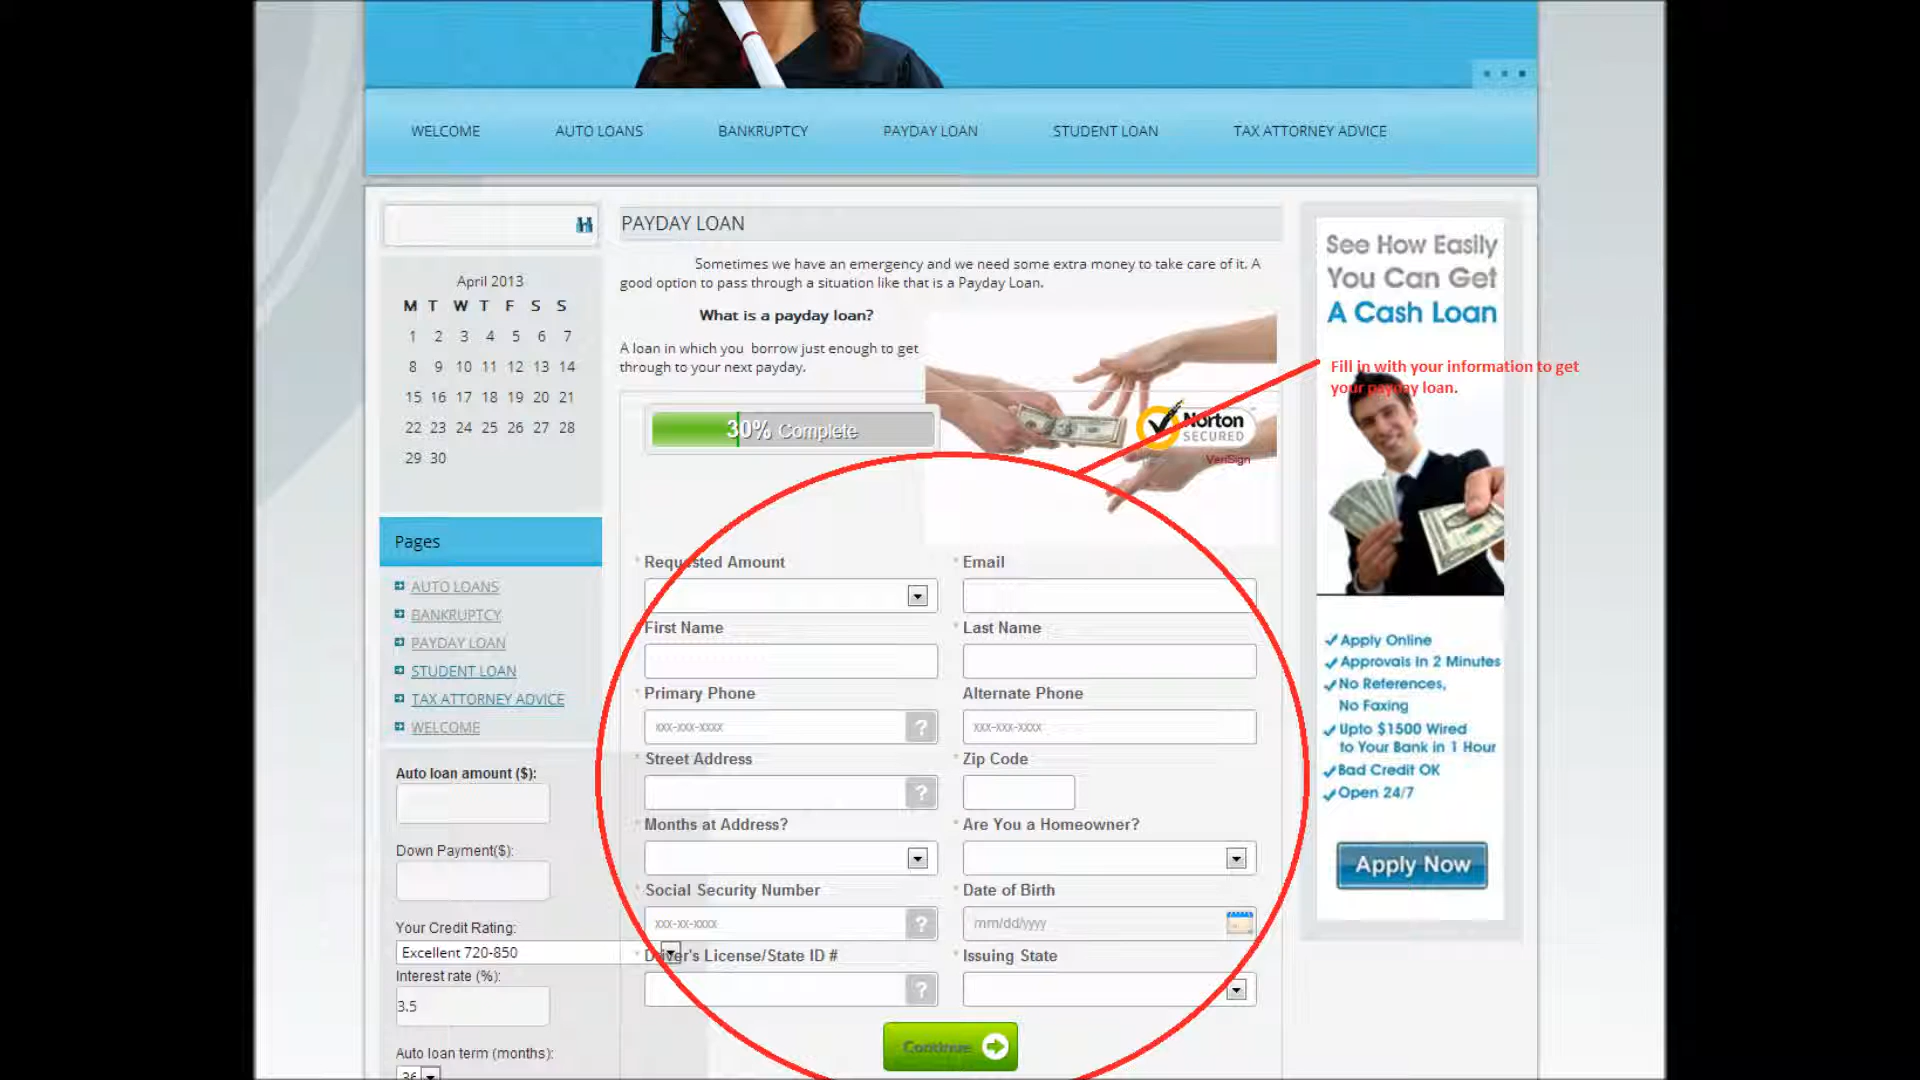 WELCOME AUTO LOANS BANKRUPTCY PAYDAY LOAN STUDENT LOAN TAX ATTORNEY ADVICE
April 2013
M T W T F S S
1 2 3 4 5 6 7
8 9 10 11 12 13 14
15 16 17 18 19 20 21
22 23 24 25 26 27 28
29 30
Pages
AUTO LOANS
BANKRUPTCY
PAYDAY LOAN
STUDENT LOAN
TAX ATTORNEY ADVICE
WELCOME
Auto loan amount ($):
Down Payment($):
Your Credit Rating:
Excellent 720-850
Interest rate (%):
3.5
Auto loan term (months):
36
PAYDAY LOAN
Sometimes we have an emergency and we need some extra money to take care of it. A
good option to pass through a situation like that is a Payday Loan.
What is a payday loan?
A loan in which you borrow just enough to get
through to your next payday.
30% Complete
Norton
SECURED
VeriSign
* Requested Amount * Email
* First Name * Last Name
* Primary Phone Alternate Phone
xxx-xxx-xxxx ? xxx-xxx-xxxx
* Street Address * Zip Code
?
* Months at Address? * Are You a Homeowner?
* Social Security Number * Date of Birth
xxx-xx-xxxx ? mm/dd/yyyy
* Driver's License/State ID # * Issuing State
?
Continue
See How Easily
You Can Get
A Cash Loan
Fill in with your information to get
your payday loan.
Apply Online
Approvals in 2 Minutes
No References,
No Faxing
Upto $1500 Wired
to Your Bank in 1 Hour
Bad Credit OK
Open 24/7
Apply Now